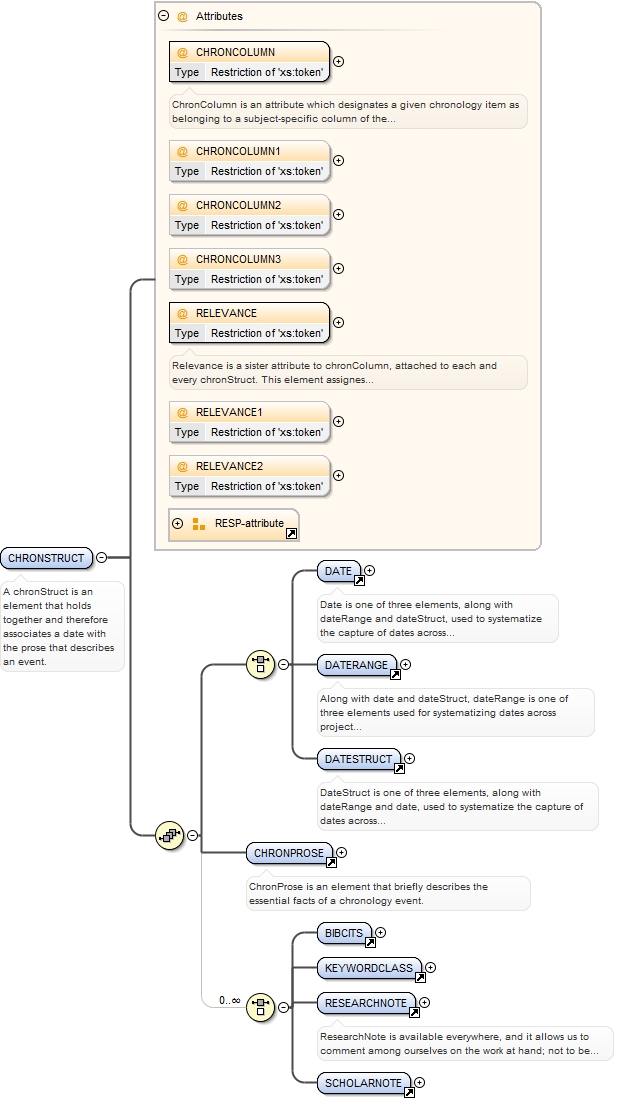 Attributes
@ CHRONCOLUMN
Type Restriction of 'xs:token'
ChronColumn is an attribute which designates a given chronology item as
belonging to a subject-specific column of the...
@ CHRONCOLUMN1
Type Restriction of 'xs:token'
@ CHRONCOLUMN2
Type Restriction of 'xs:token'
@ CHRONCOLUMN3
Type Restriction of 'xs:token'
@ RELEVANCE
Type Restriction of 'xs:token'
Relevance is a sister attribute to chronColumn, attached to each and
every chronStruct. This element assignes...
@ RELEVANCE1
Type Restriction of 'xs:token'
@ RELEVANCE2
Type Restriction of 'xs:token'
RESP-attribute
CHRONSTRUCT
A chronStruct is an
element that holds
together and therefore
associates a date with
the prose that describes
an event.
DATE
Date is one of three elements, along with
dateRange and dateStruct, used to systematize
the capture of dates across...
DATERANGE
Along with date and dateStruct, dateRange is one of
three elements used for systematizing dates across
project...
DATESTRUCT
DateStruct is one of three elements, along with
dateRange and date, used to systematize the capture of
dates across...
CHRONPROSE
ChronProse is an element that briefly describes the
essential facts of a chronology event.
0..∞
BIBCITS
KEYWORDCLASS
RESEARCHNOTE
ResearchNote is available everywhere, and it allows us to
comment among ourselves on the work at hand; not to be...
SCHOLARNOTE